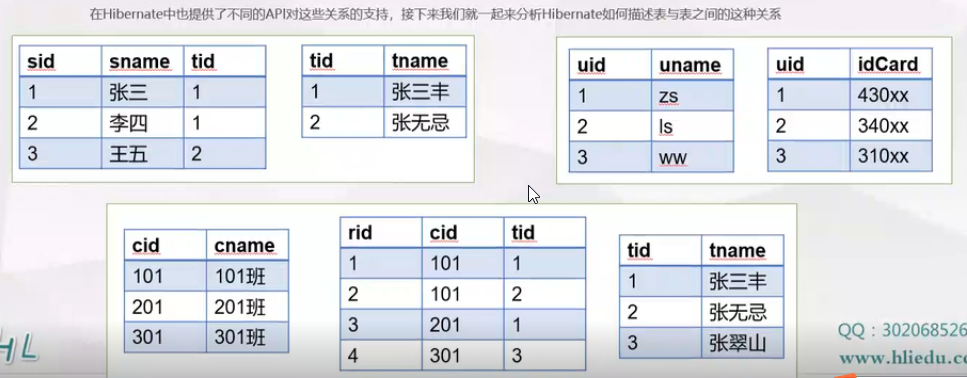 在Hibernate中也提供了不同的API对这些关系的支持，接下来我们就一起来分析Hibernate如何描述表与表之间的这种关系
sid sname tid
1 张三 1
2 李四 1
3 王五 2
tid tname
1 张三丰
2 张无忌
uid uname
1 zs
2 ls
3 ww
uid idCard
1 430xx
2 340xx
3 310xx
cid cname
101 101班
201 201班
301 301班
rid cid tid
1 101 1
2 101 2
3 201 1
4 301 3
tid tname
1 张三丰
2 张无忌
3 张翠山
HL
QQ：302068526
www.hliedu.co